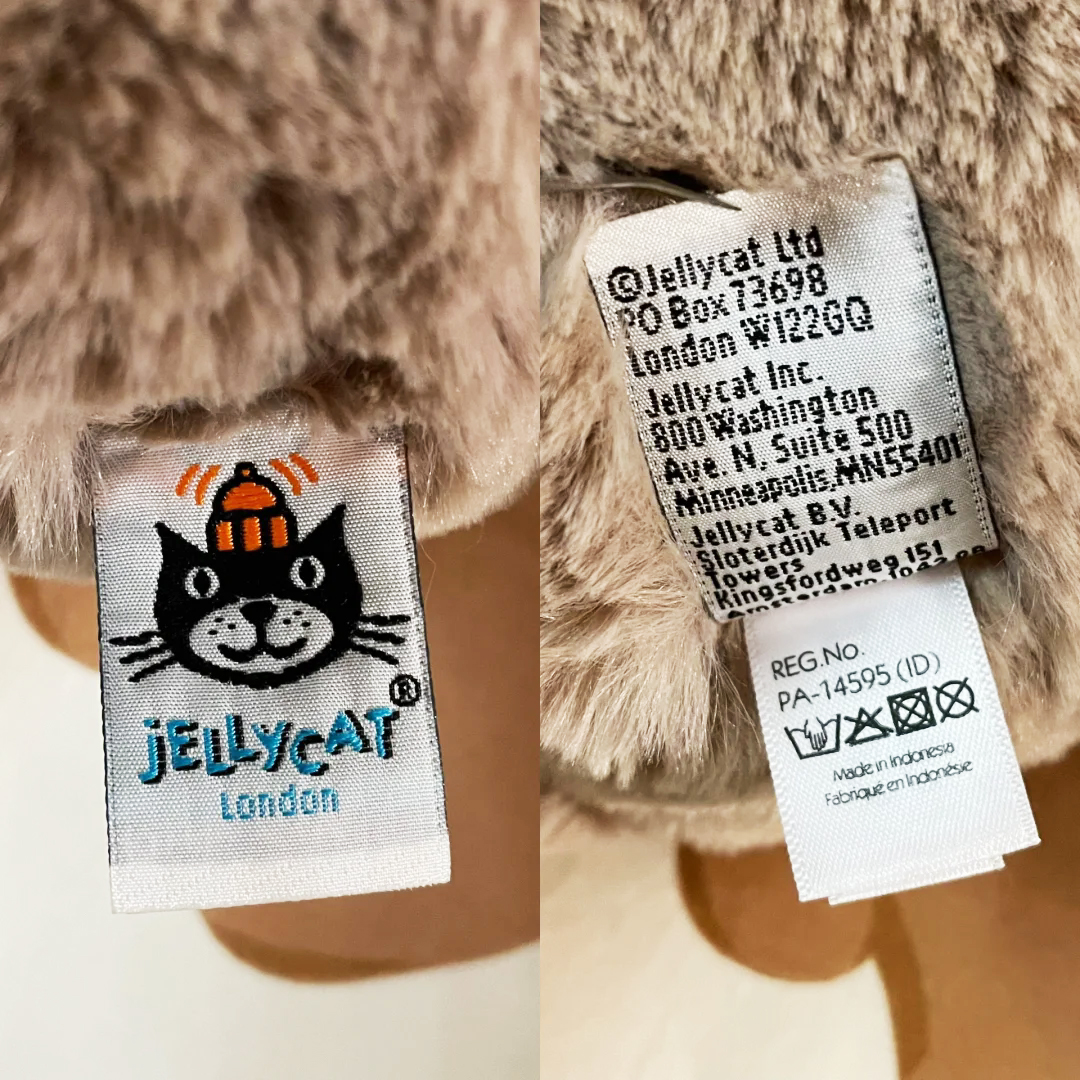 ®
JELLYCAT
London
©Jellycat Ltd
PO Box 73698
London W122GQ
Jellycat Inc.
800 Washington
Ave. N. Suite 500
Minneapolis,MN55401
Jellycat B.V.
Sloterdijk Teleport
Towers
Kingsfordweg 151
REG.No.
PA-14595 (ID)
Made in Indonesia
Fabriqué en Indonésie